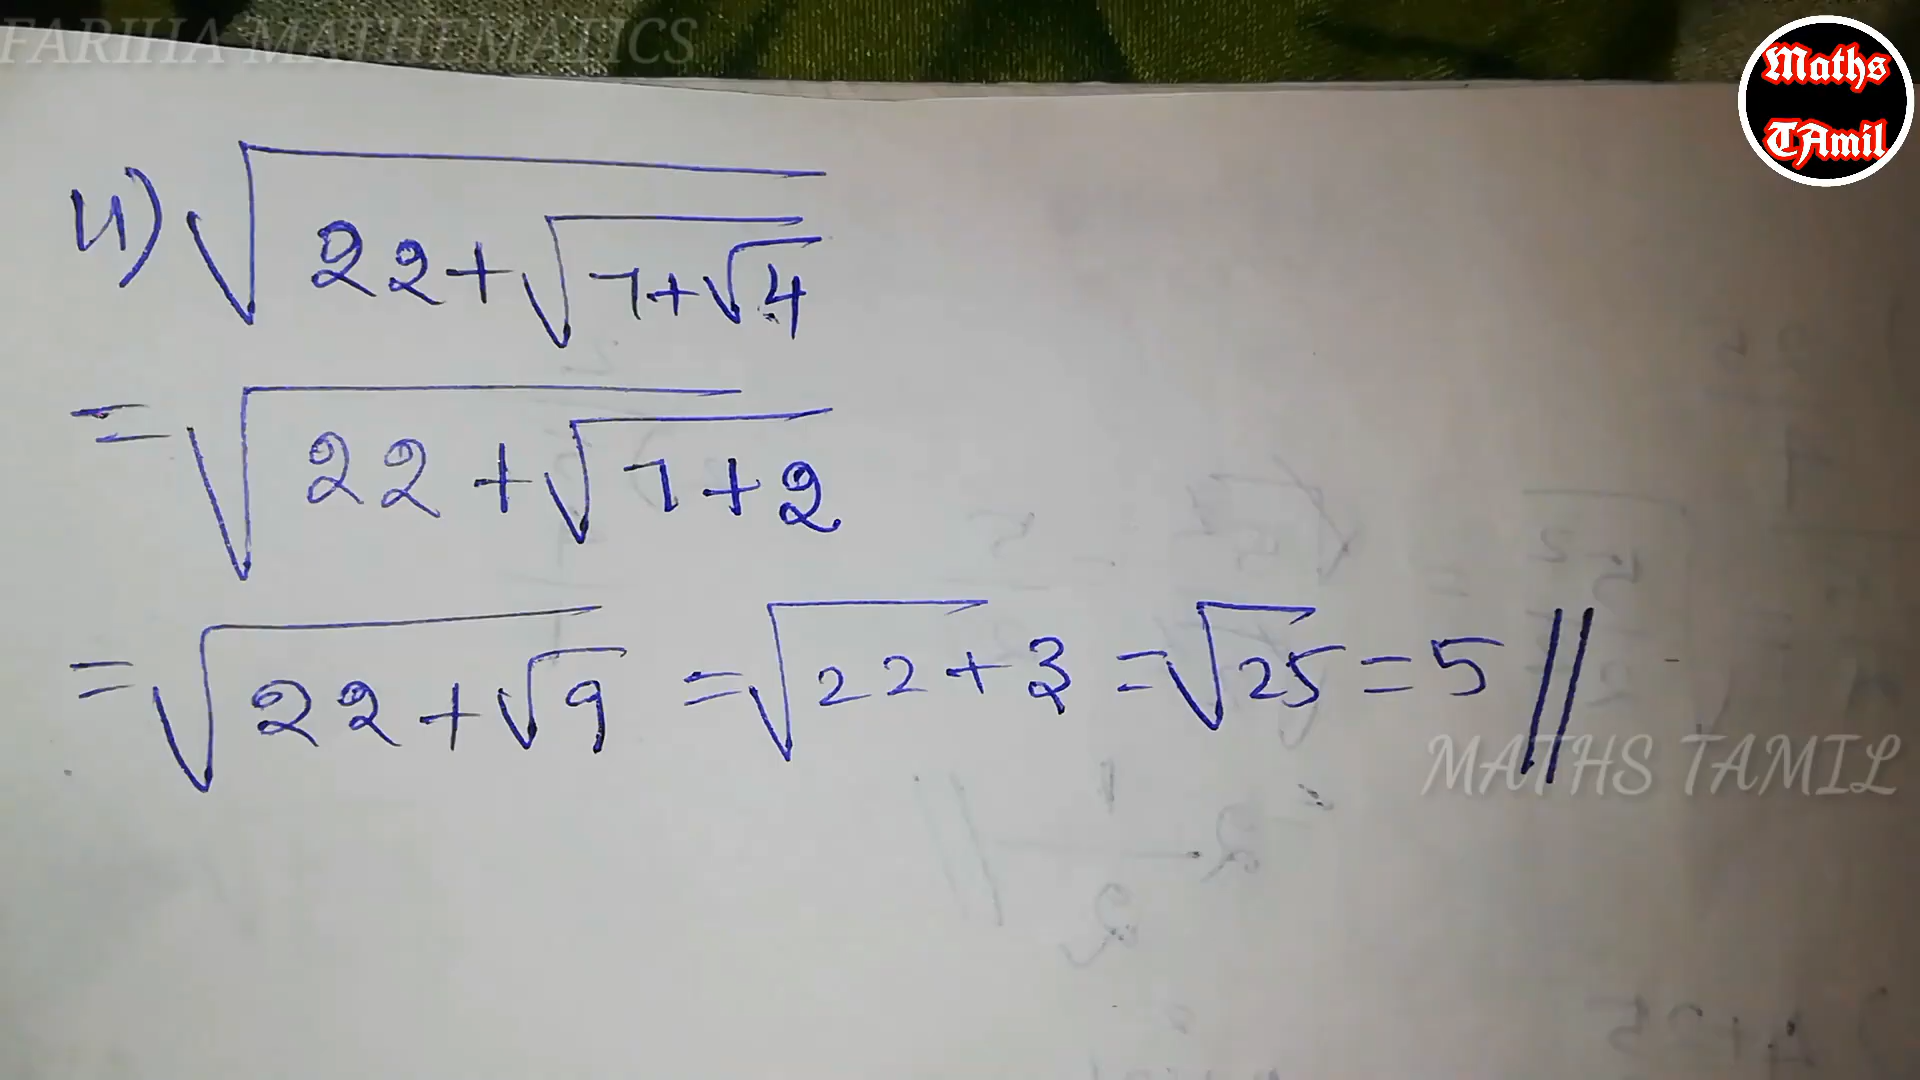 FARIHA MATHEMATICS
Maths
TAmil
4) √(22+√(7+√4))
= √(22+√(7+2))
= √(22+√9) = √(22+3) = √25 = 5 //
MATHS TAMIL